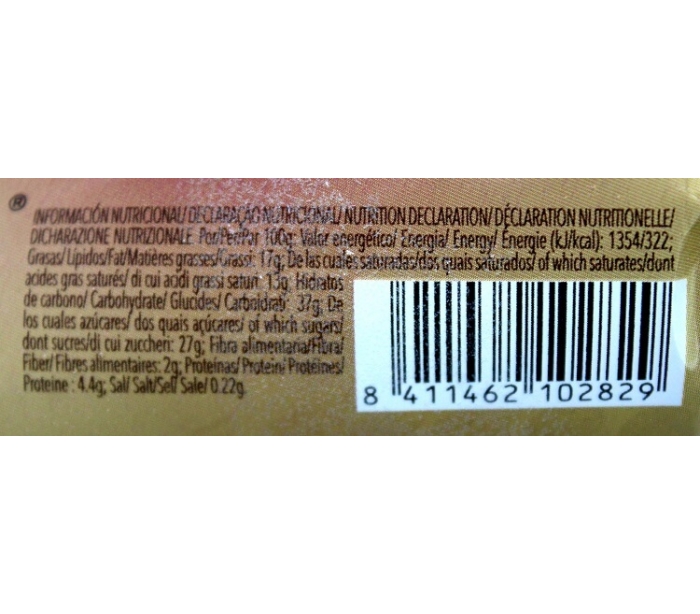 ®
INFORMACIÓN NUTRICIONAL/ DECLARAÇÃO NUTRICIONAL/ NUTRITION DECLARATION/ DÉCLARATION NUTRITIONELLE/
DICHARAZIONE NUTRIZIONALE Por/Per/Par 100g: Valor energético/ Energia/ Energy/ Énergie (kJ/kcal): 1354/322;
Grasas/ Lípidos/Fat/Matières grasses/Grassi: 17g; De las cuales saturadas/dos quais saturados/ of which saturates/dont
acides gras saturés/ di cui acidi grassi saturi: 13g; Hidratos
de carbono/ Carbohydrate/ Glucides/ Carboidrati: 37g; De
los cuales azúcares/ dos quais açúcares/ of which sugars/
dont sucres/di cui zuccheri: 27g; Fibra alimentaria/Fibra/
Fiber/ Fibres alimentaires: 2g; Proteínas/ Protein/ Protéines/
Proteine : 4.4g; Sal/ Salt/Sel/ Sale/ 0.22g.
8 411462 102829